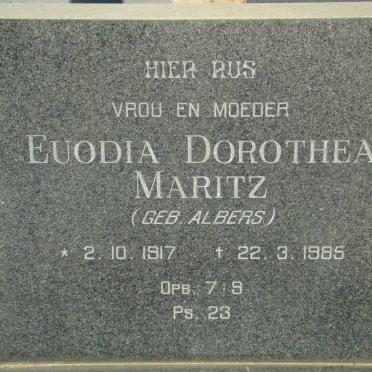 HIER RUS
VROU EN MOEDER
EUODIA DOROTHEA
MARITZ
(GEB. ALBERS)
* 2. 10. 1917 † 22. 3. 1985
OPB. 7:9
PS. 23